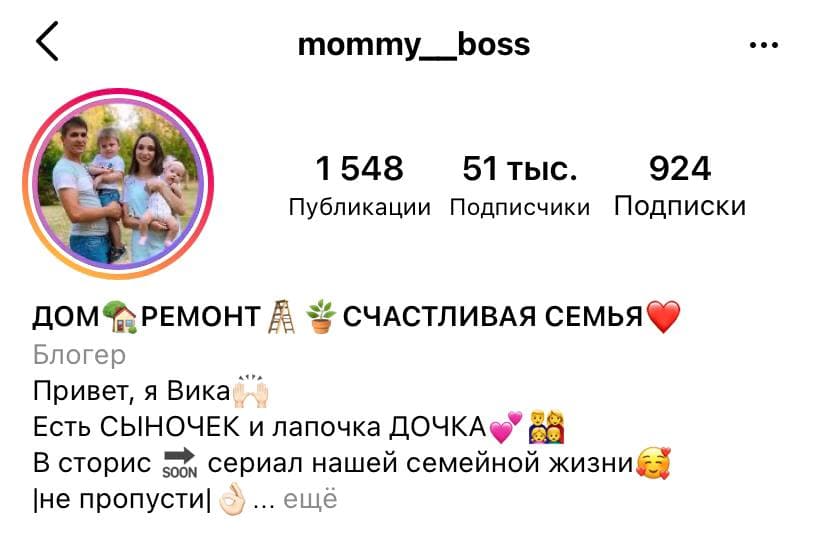 mommy__boss
1 548 51 тыс. 924
Публикации Подписчики Подписки
ДОМ🏡РЕМОНТ🪜🪴СЧАСТЛИВАЯ СЕМЬЯ❤️
Блогер
Привет, я Вика🙌🏻
Есть СЫНОЧЕК и лапочка ДОЧКА💕👨‍👩‍👧‍👦
В сторис 🔜 сериал нашей семейной жизни🥰
|не пропусти|👌🏻... ещё